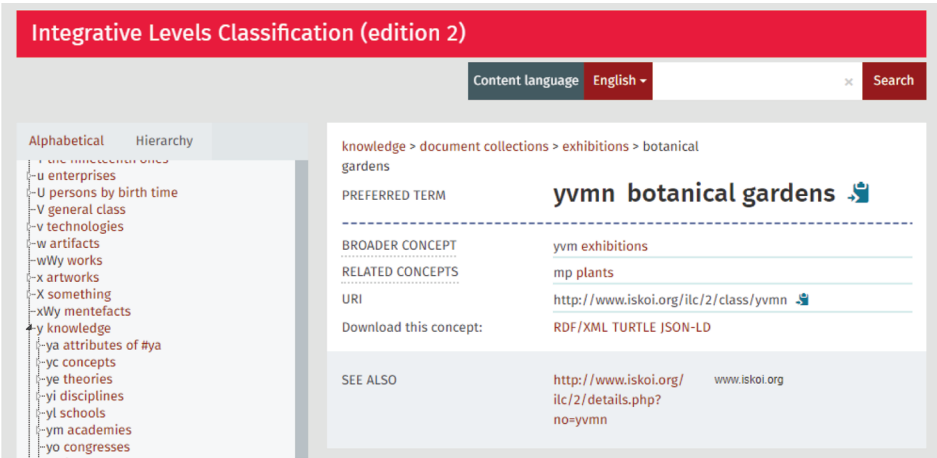 Integrative Levels Classification (edition 2)
Content language English × Search
Alphabetical Hierarchy
T the nineteenth ones
u enterprises
U persons by birth time
V general class
v technologies
w artifacts
wWy works
x artworks
X something
xWy mentefacts
y knowledge
ya attributes of #ya
yc concepts
ye theories
yi disciplines
yl schools
ym academies
yo congresses
knowledge > document collections > exhibitions > botanical
gardens
PREFERRED TERM yvmn botanical gardens
BROADER CONCEPT yvm exhibitions
RELATED CONCEPTS mp plants
URI http://www.iskoi.org/ilc/2/class/yvmn
Download this concept: RDF/XML TURTLE JSON-LD
SEE ALSO http://www.iskoi.org/ www.iskoi.org
ilc/2/details.php?
no=yvmn